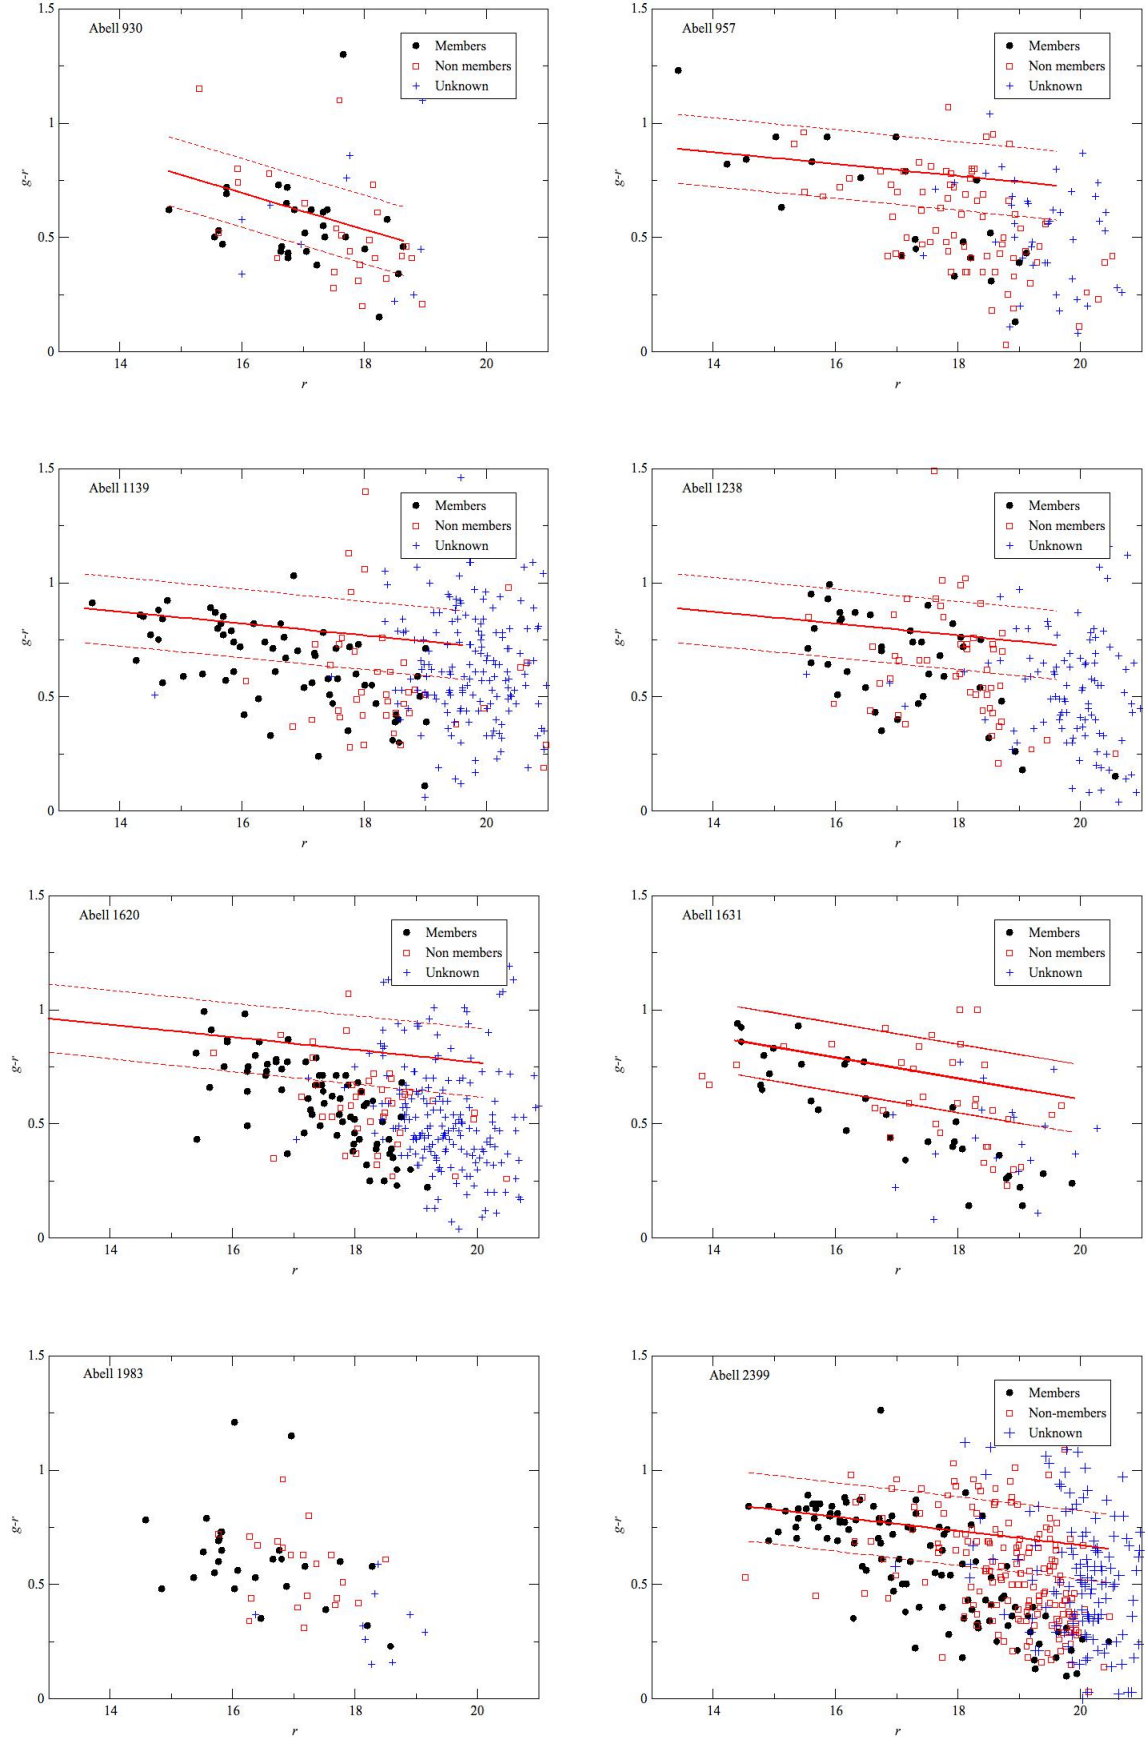 Abell 930
Members
Non members
Unknown
1.5
1
0.5
0
g-r
14
16
18
20
r
Abell 957
Members
Non members
Unknown
1.5
1
0.5
0
g-r
14
16
18
20
r
Abell 1139
Members
Non members
Unknown
1.5
1
0.5
0
g-r
14
16
18
20
r
Abell 1238
Members
Non members
Unknown
1.5
1
0.5
0
g-r
14
16
18
20
r
Abell 1620
Members
Non members
Unknown
1.5
1
0.5
0
g-r
14
16
18
20
r
Abell 1631
Members
Non members
Unknown
1.5
1
0.5
0
g-r
14
16
18
20
r
Abell 1983
1.5
1
0.5
0
g-r
14
16
18
20
r
Abell 2399
Members
Non-members
Unknown
1.5
1
0.5
0
g-r
14
16
18
20
r